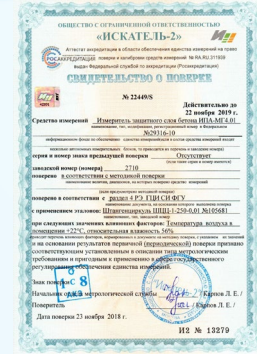 ОБЩЕСТВО С ОГРАНИЧЕННОЙ ОТВЕТСТВЕННОСТЬЮ
«ИСКАТЕЛЬ-2»
Аттестат аккредитации в области обеспечения единства измерений на право
поверки и калибровки средств измерений № RA.RU.311909
выдан Федеральной службой по аккредитации (Росаккредитация)
РОСАККРЕДИТАЦИЯ
СВИДЕТЕЛЬСТВО О ПОВЕРКЕ
№ 22449/S
Действительно до
22 ноября 2019 г.
Средство измерений Измеритель защитного слоя бетона ИПА-МГ4.01
№29316-10
серия и номер знака предыдущей поверки Отсутствует
заводской номер (номера) 2710
поверено в соответствии с методикой поверки
поверено в соответствии с раздел 4 РЭ ГЦИ СИ ФГУ
с применением эталонов: Штангенциркуль ШЦЦ-1-250-0,01 №105681
при следующих значениях влияющих факторов: Температура воздуха в
помещении +22°С, относительность влажность 56%
и на основании результатов первичной (периодической) поверки признано
соответствующим установленным в описании типа метрологическим
требованиям и пригодным к применению в сфере государственного
регулирования обеспечения единства измерений.
Знак поверки
8
Начальник отдела метрологической службы / Карпов Л. Е. /
Поверитель / Карпов Л. Е. /
Дата поверки 23 ноября 2018 г.
И2 № 13279